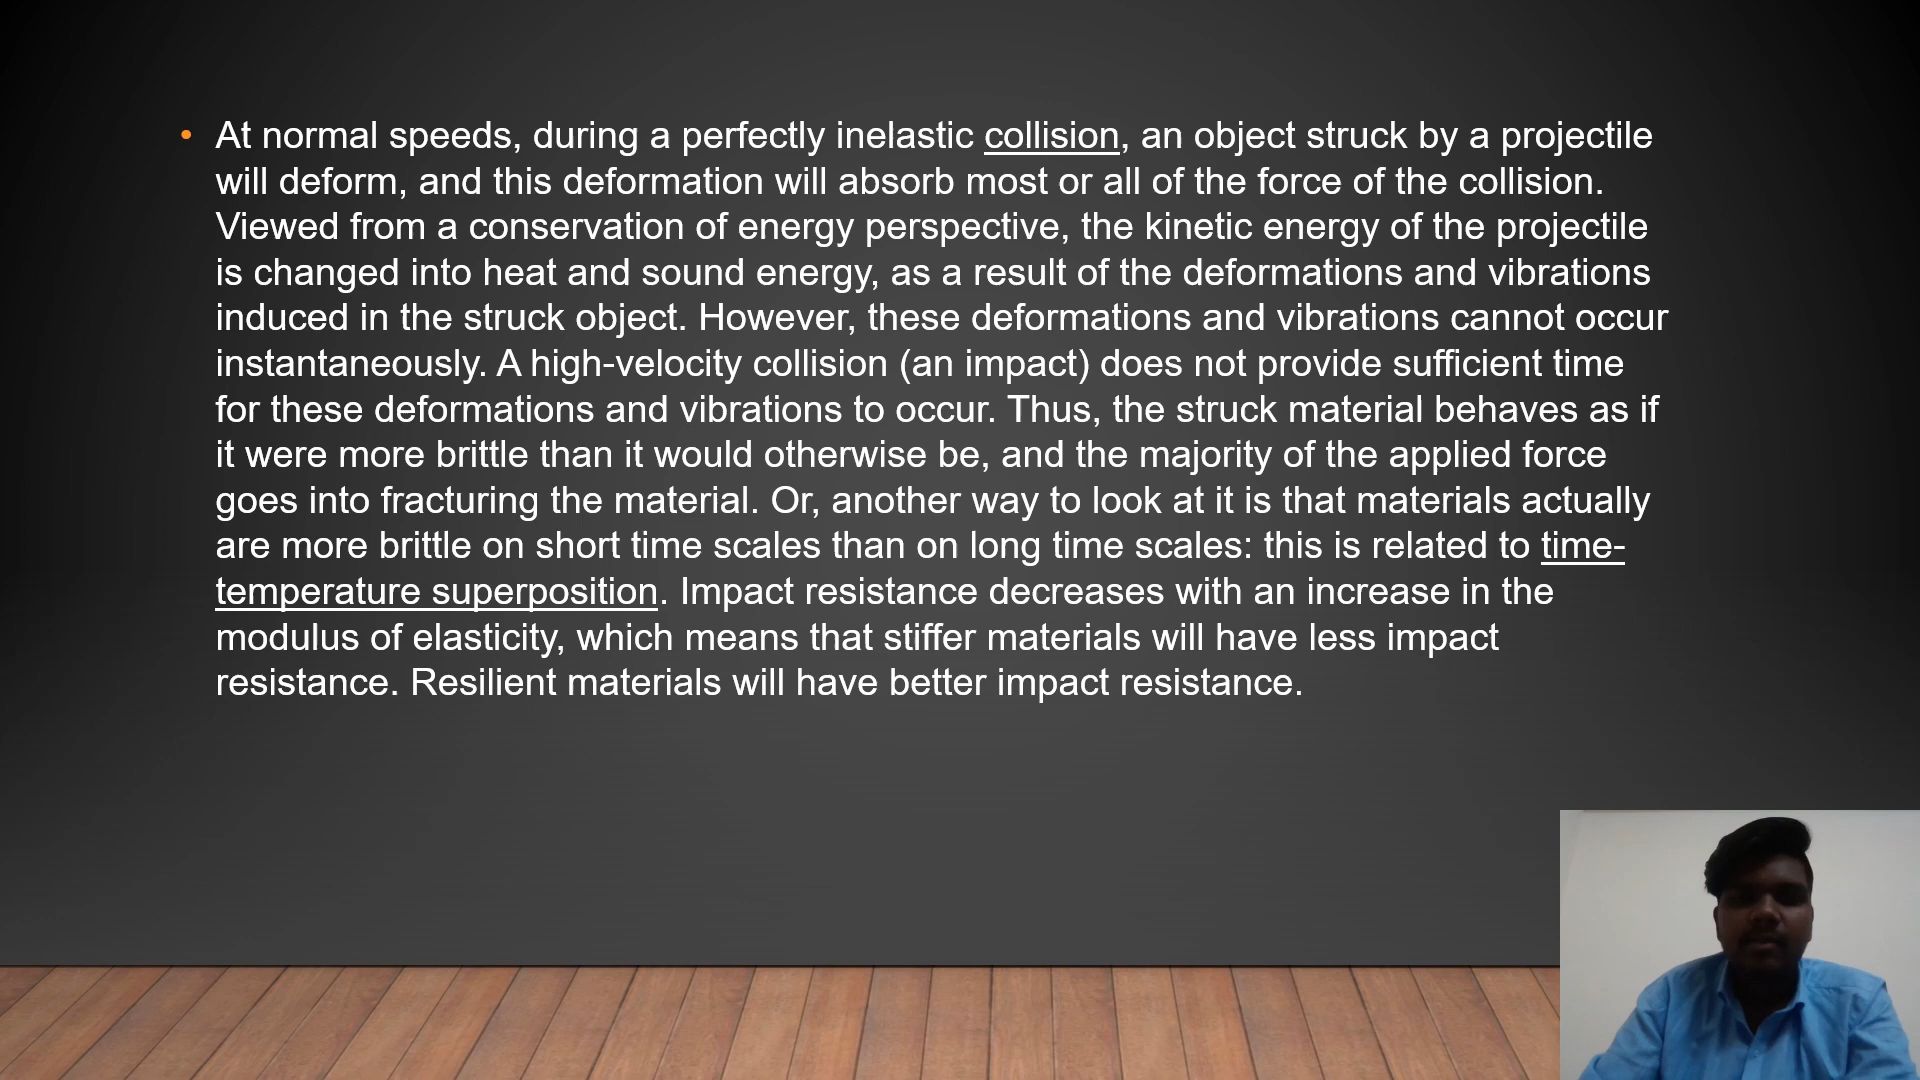 • At normal speeds, during a perfectly inelastic collision, an object struck by a projectile
will deform, and this deformation will absorb most or all of the force of the collision.
Viewed from a conservation of energy perspective, the kinetic energy of the projectile
is changed into heat and sound energy, as a result of the deformations and vibrations
induced in the struck object. However, these deformations and vibrations cannot occur
instantaneously. A high-velocity collision (an impact) does not provide sufficient time
for these deformations and vibrations to occur. Thus, the struck material behaves as if
it were more brittle than it would otherwise be, and the majority of the applied force
goes into fracturing the material. Or, another way to look at it is that materials actually
are more brittle on short time scales than on long time scales: this is related to time-
temperature superposition. Impact resistance decreases with an increase in the
modulus of elasticity, which means that stiffer materials will have less impact
resistance. Resilient materials will have better impact resistance.